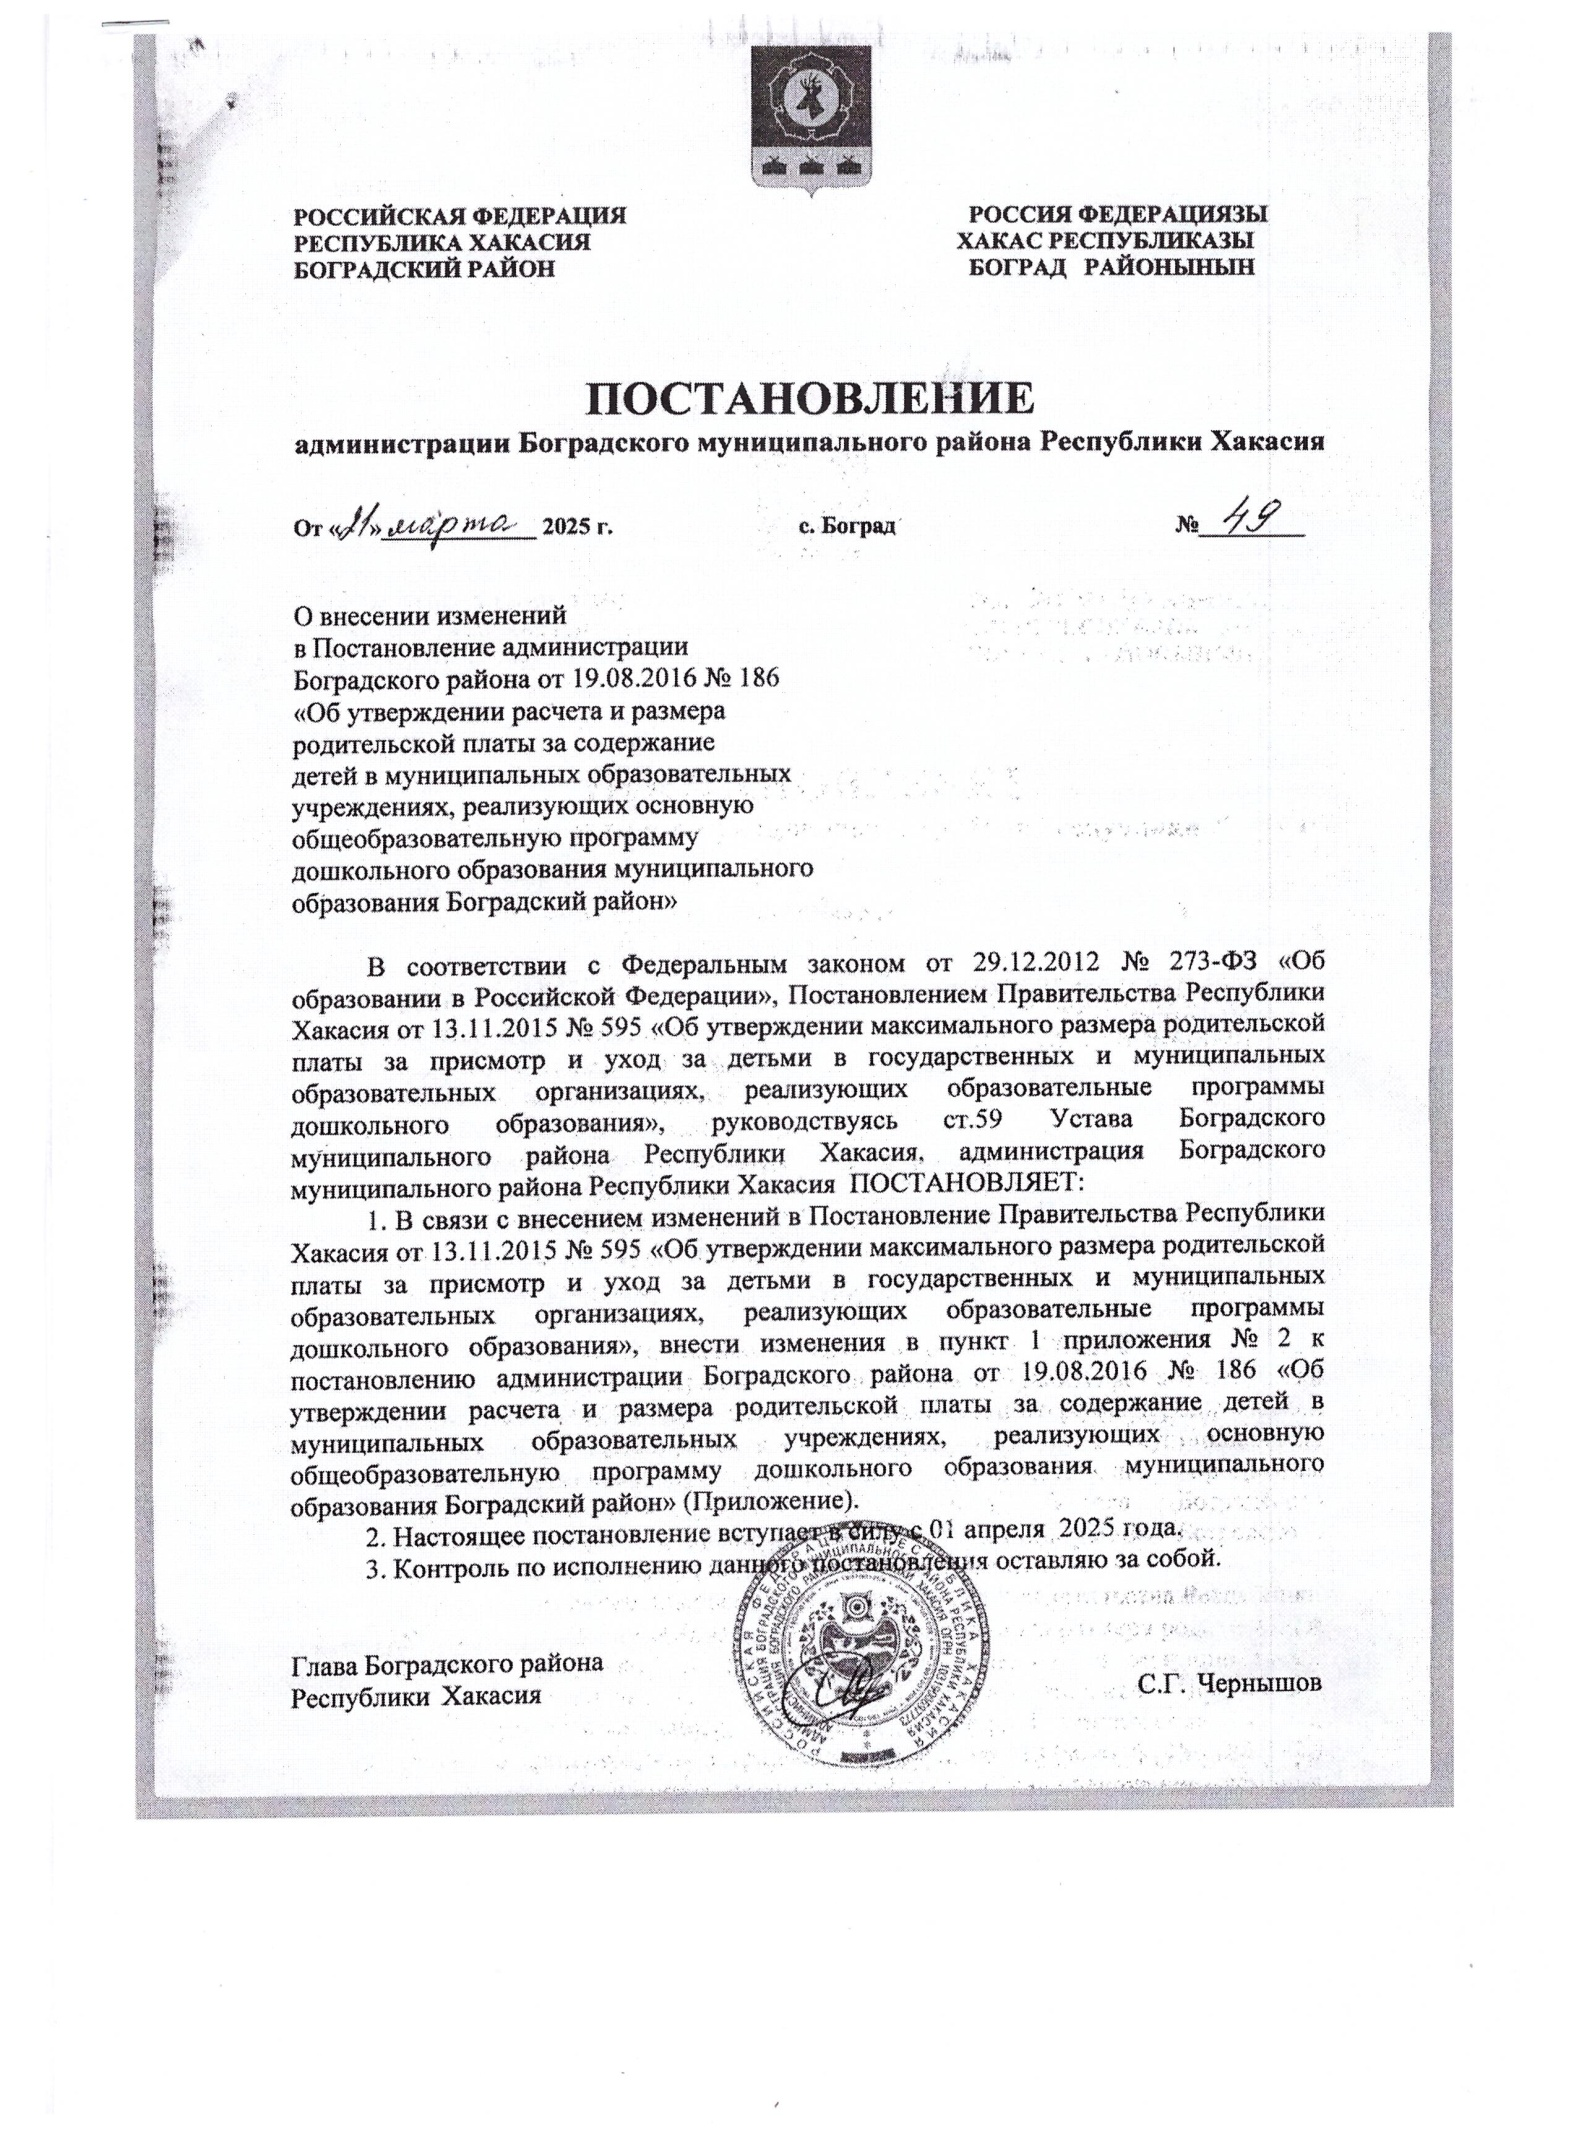 РОССИЙСКАЯ ФЕДЕРАЦИЯ
РЕСПУБЛИКА ХАКАСИЯ
БОГРАДСКИЙ РАЙОН
РОССИЯ ФЕДЕРАЦИЯЗЫ
ХАКАС РЕСПУБЛИКАЗЫ
БОГРАД РАЙОНЫНЫН
ПОСТАНОВЛЕНИЕ
администрации Боградского муниципального района Республики Хакасия
От «21» марта 2025 г. с. Боград № 49
О внесении изменений
в Постановление администрации
Боградского района от 19.08.2016 № 186
«Об утверждении расчета и размера
родительской платы за содержание
детей в муниципальных образовательных
учреждениях, реализующих основную
общеобразовательную программу
дошкольного образования муниципального
образования Боградский район»
В соответствии с Федеральным законом от 29.12.2012 № 273-ФЗ «Об
образовании в Российской Федерации», Постановлением Правительства Республики
Хакасия от 13.11.2015 № 595 «Об утверждении максимального размера родительской
платы за присмотр и уход за детьми в государственных и муниципальных
образовательных организациях, реализующих образовательные программы
дошкольного образования», руководствуясь ст.59 Устава Боградского
муниципального района Республики Хакасия, администрация Боградского
муниципального района Республики Хакасия ПОСТАНОВЛЯЕТ:
1. В связи с внесением изменений в Постановление Правительства Республики
Хакасия от 13.11.2015 № 595 «Об утверждении максимального размера родительской
платы за присмотр и уход за детьми в государственных и муниципальных
образовательных организациях, реализующих образовательные программы
дошкольного образования», внести изменения в пункт 1 приложения № 2 к
постановлению администрации Боградского района от 19.08.2016 № 186 «Об
утверждении расчета и размера родительской платы за содержание детей в
муниципальных образовательных учреждениях, реализующих основную
общеобразовательную программу дошкольного образования муниципального
образования Боградский район» (Приложение).
2. Настоящее постановление вступает в силу с 01 апреля 2025 года.
3. Контроль по исполнению данного постановления оставляю за собой.
Глава Боградского района
Республики Хакасия
С.Г. Чернышов
РОССИЙСКАЯ ФЕДЕРАЦИЯ РЕСПУБЛИКА ХАКАСИЯ